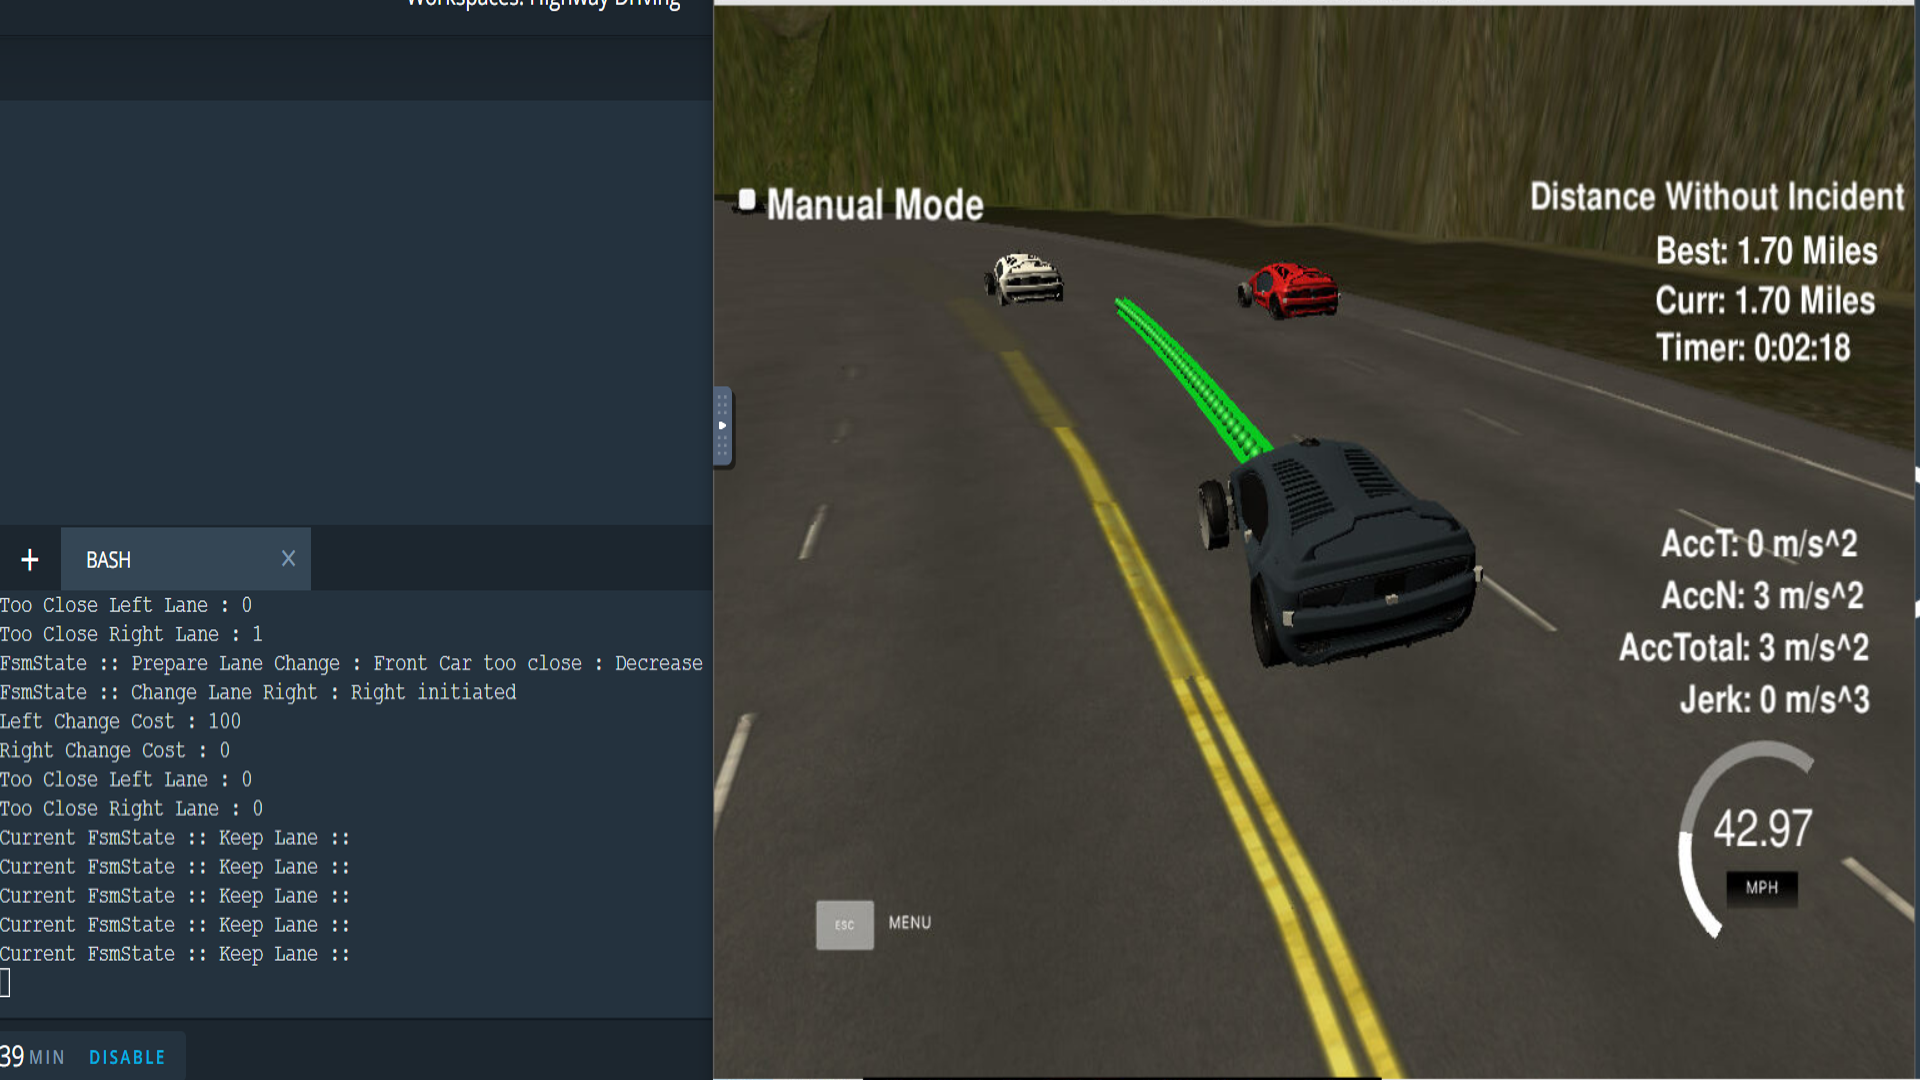 Workspaces: Highway Driving
+ BASH ×
Too Close Left Lane : 0
Too Close Right Lane : 1
FsmState :: Prepare Lane Change : Front Car too close : Decrease
FsmState :: Change Lane Right : Right initiated
Left Change Cost : 100
Right Change Cost : 0
Too Close Left Lane : 0
Too Close Right Lane : 0
Current FsmState :: Keep Lane ::
Current FsmState :: Keep Lane ::
Current FsmState :: Keep Lane ::
Current FsmState :: Keep Lane ::
Current FsmState :: Keep Lane ::
39 MIN DISABLE
Manual Mode
Distance Without Incident
Best: 1.70 Miles
Curr: 1.70 Miles
Timer: 0:02:18
AccT: 0 m/s^2
AccN: 3 m/s^2
AccTotal: 3 m/s^2
Jerk: 0 m/s^3
42.97
MPH
ESC MENU